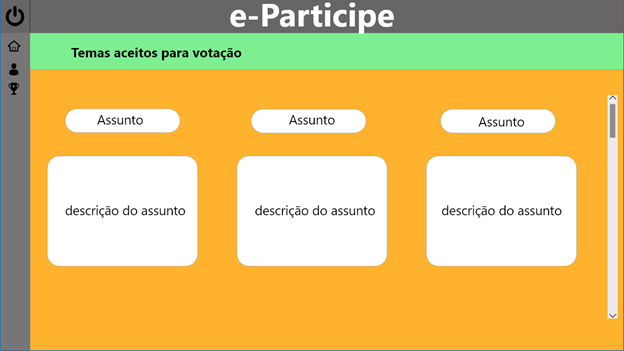 e-Participe
Temas aceitos para votação
Assunto
Assunto
Assunto
descrição do assunto
descrição do assunto
descrição do assunto